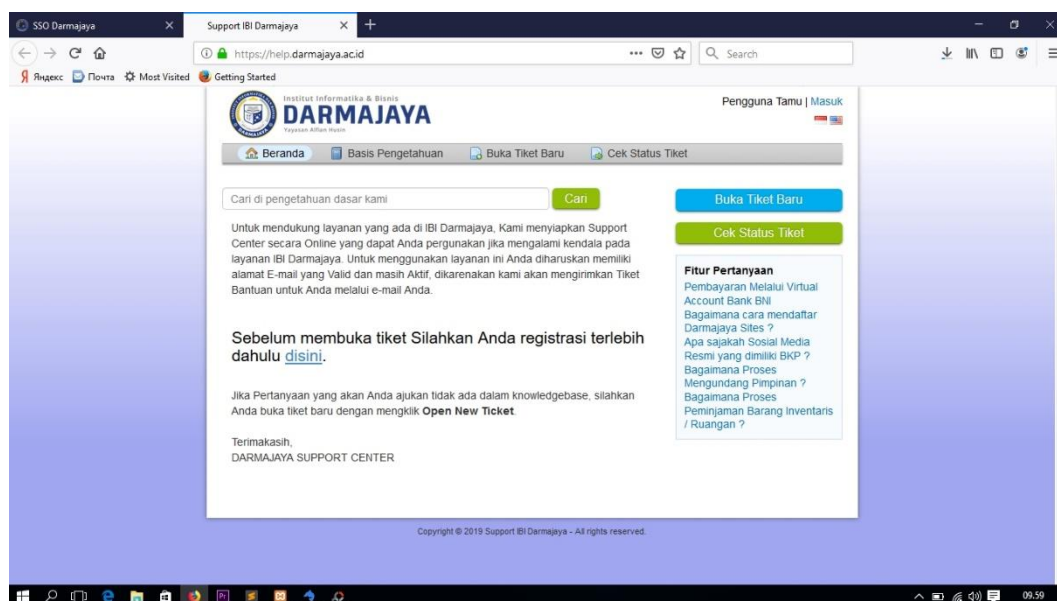 SSO Darmajaya
Support IBI Darmajaya
https://help.darmajaya.ac.id
Search
Яндекс Почта Most Visited Getting Started
Institut Informatika & Bisnis
DARMAJAYA
Yayasan Alfian Husin
Pengguna Tamu | Masuk
Beranda Basis Pengetahuan Buka Tiket Baru Cek Status Tiket
Cari di pengetahuan dasar kami
Cari
Untuk mendukung layanan yang ada di IBI Darmajaya, Kami menyiapkan Support
Center secara Online yang dapat Anda pergunakan jika mengalami kendala pada
layanan IBI Darmajaya. Untuk menggunakan layanan ini Anda diharuskan memiliki
alamat E-mail yang Valid dan masih Aktif, dikarenakan kami akan mengirimkan Tiket
Bantuan untuk Anda melalui e-mail Anda.
Sebelum membuka tiket Silahkan Anda registrasi terlebih
dahulu disini.
Jika Pertanyaan yang akan Anda ajukan tidak ada dalam knowledgebase, silahkan
Anda buka tiket baru dengan mengklik Open New Ticket.
Terimakasih,
DARMAJAYA SUPPORT CENTER
Buka Tiket Baru
Cek Status Tiket
Fitur Pertanyaan
Pembayaran Melalui Virtual
Account Bank BNI
Bagaimana cara mendaftar
Darmajaya Sites ?
Apa sajakah Sosial Media
Resmi yang dimiliki BKP ?
Bagaimana Proses
Mengundang Pimpinan ?
Bagaimana Proses
Peminjaman Barang Inventaris
/ Ruangan ?
Copyright © 2019 Support IBI Darmajaya - All rights reserved.
09.59